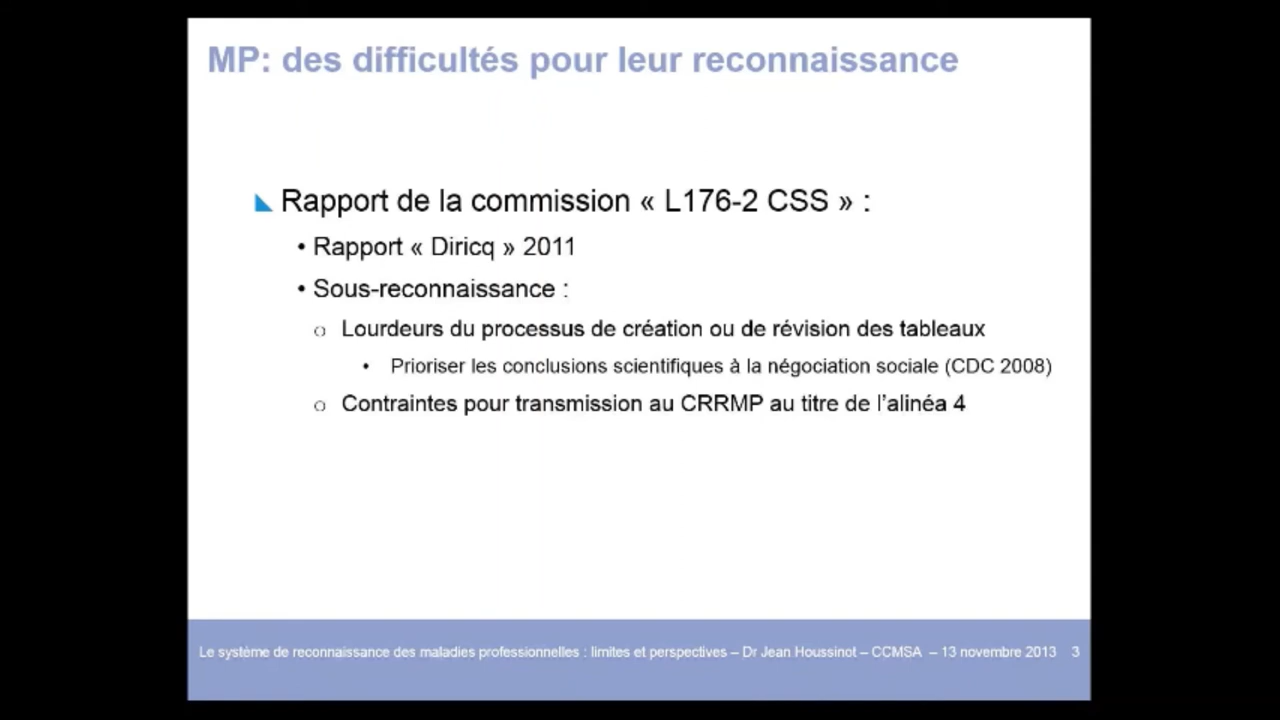 MP: des difficultés pour leur reconnaissance
Rapport de la commission « L176-2 CSS » :
• Rapport « Diricq » 2011
• Sous-reconnaissance :
o Lourdeurs du processus de création ou de révision des tableaux
• Prioriser les conclusions scientifiques à la négociation sociale (CDC 2008)
o Contraintes pour transmission au CRRMP au titre de l'alinéa 4
Le système de reconnaissance des maladies professionnelles : limites et perspectives – Dr Jean Houssinot – CCMSA – 13 novembre 2013 3